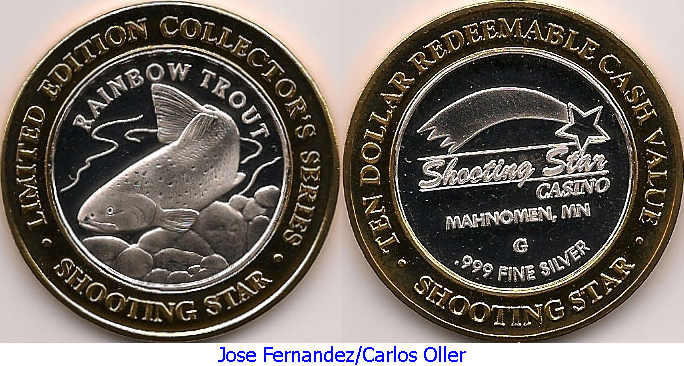 LIMITED EDITION COLLECTOR'S SERIES
RAINBOW TROUT
• SHOOTING STAR •
TEN DOLLAR REDEEMABLE CASH VALUE
Shooting Star
CASINO
MAHNOMEN, MN
G
.999 FINE SILVER
• SHOOTING STAR •
Jose Fernandez/Carlos Oller